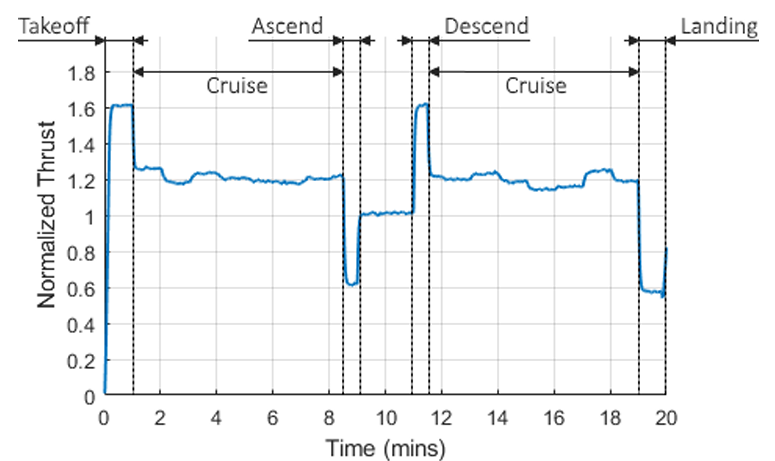 Takeoff Ascend Descend Landing
Cruise Cruise
1.8
1.6
1.4
1.2
1
0.8
0.6
0.4
0.2
0
Normalized Thrust
0 2 4 6 8 10 12 14 16 18 20
Time (mins)